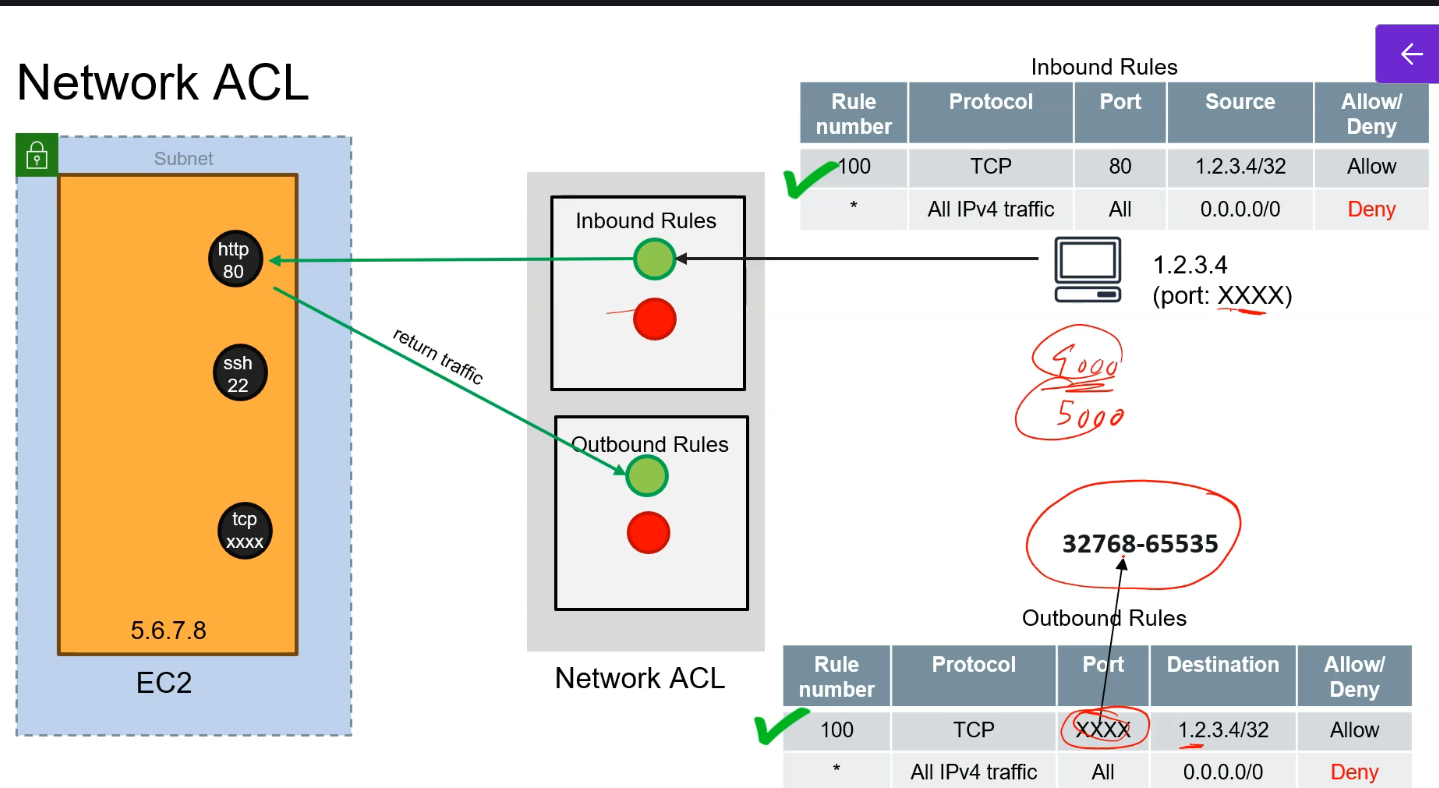 Network ACL
Subnet
http
80
ssh
22
tcp
xxxx
5.6.7.8
EC2
return traffic
Inbound Rules
Outbound Rules
Network ACL
Inbound Rules
Rule number Protocol Port Source Allow/ Deny
100 TCP 80 1.2.3.4/32 Allow
* All IPv4 traffic All 0.0.0.0/0 Deny
1.2.3.4
(port: XXXX)
9000
5000
32768-65535
Outbound Rules
Rule number Protocol Port Destination Allow/ Deny
100 TCP XXXX 1.2.3.4/32 Allow
* All IPv4 traffic All 0.0.0.0/0 Deny